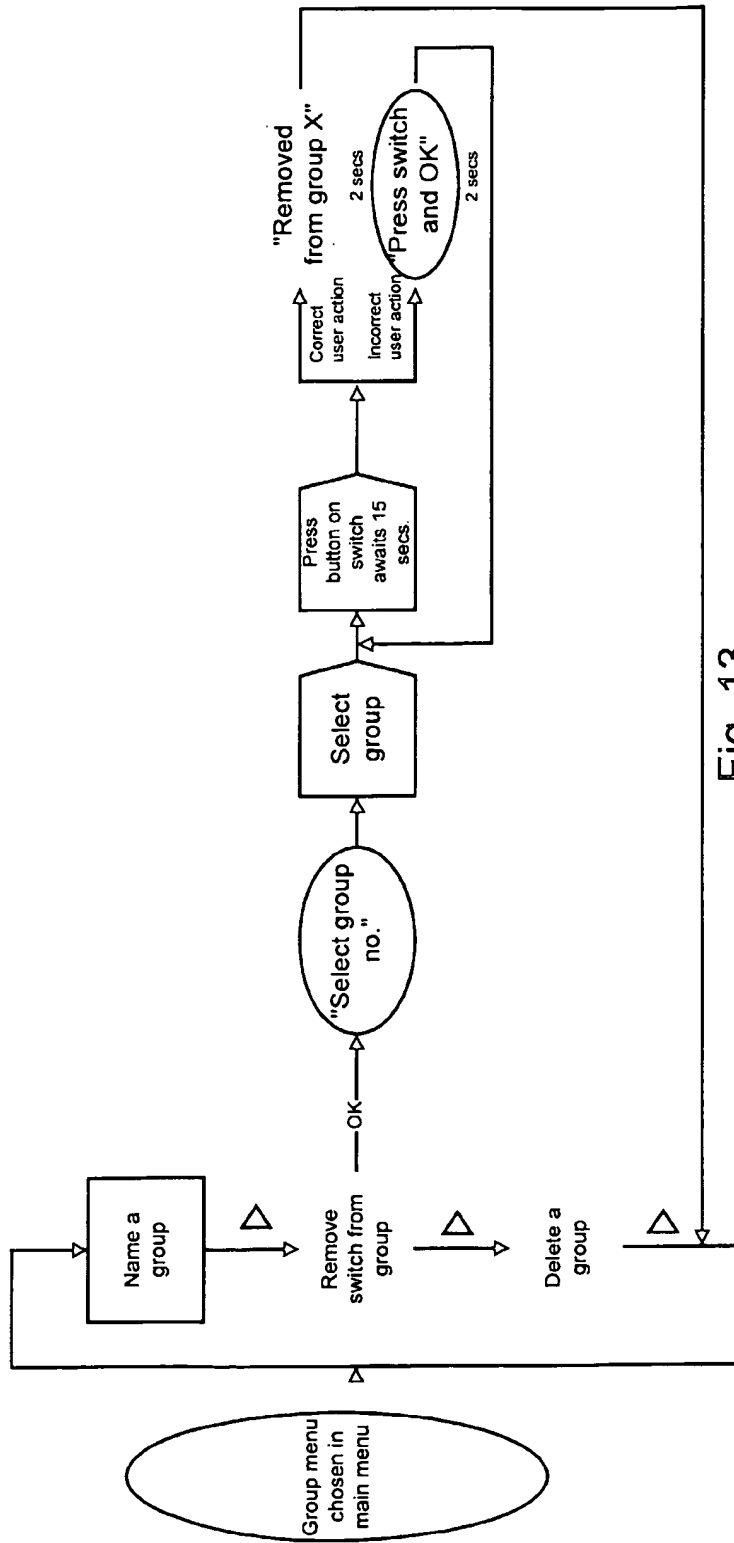 Group menu
chosen in
main menu
Name a
group
Remove
switch from
group
Delete a
group
OK
"Select group
no."
Select
group
Press
button on
switch
awaits 15
secs.
Correct
user action
"Removed
from group X"
2 secs
Incorrect
user action
"Press switch
and OK"
2 secs
Fig. 13